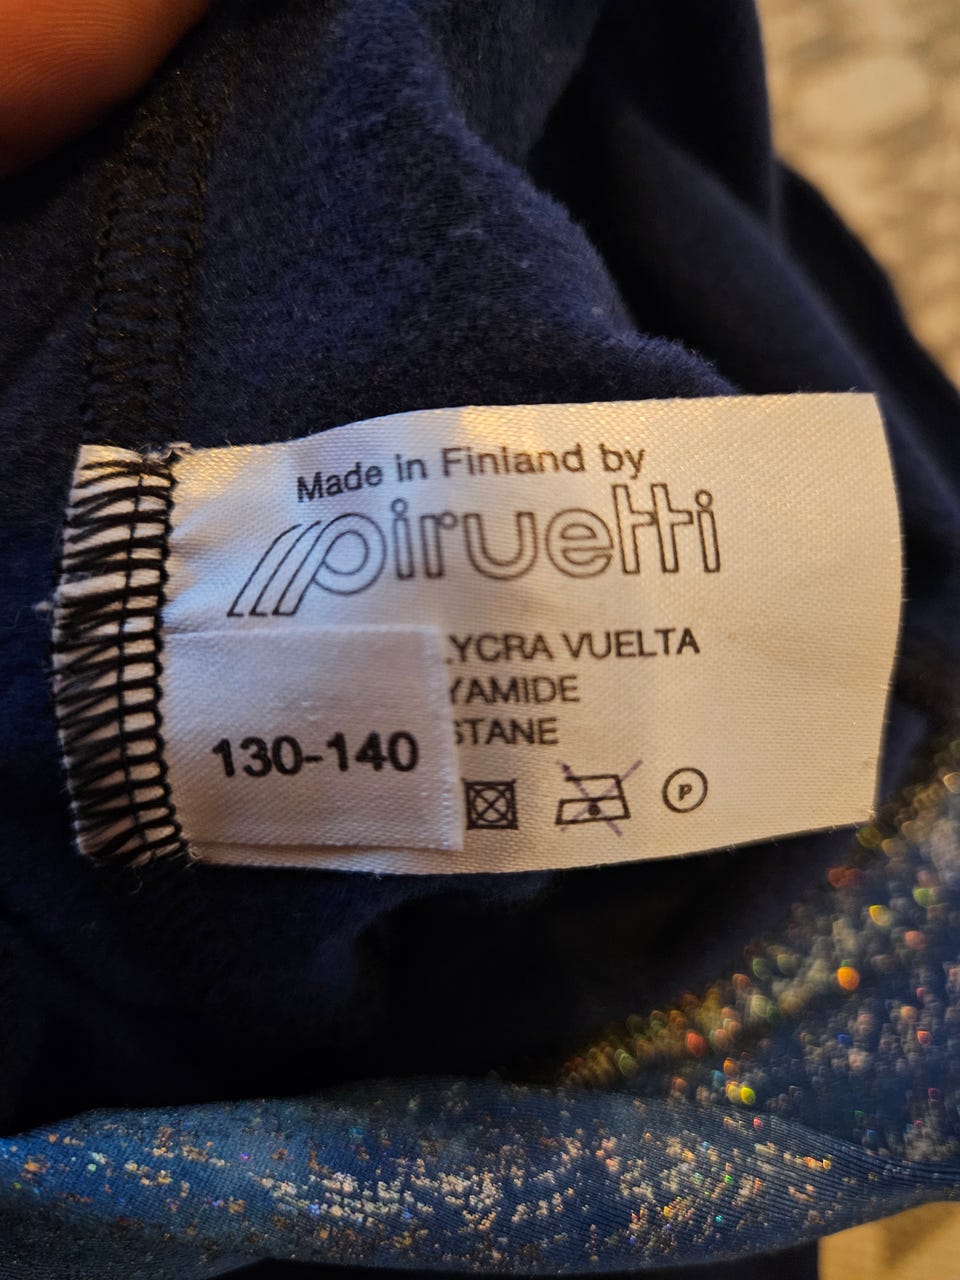 Made in Finland by
piruetti
LYCRA VUELTA
YAMIDE
STANE
130-140
P